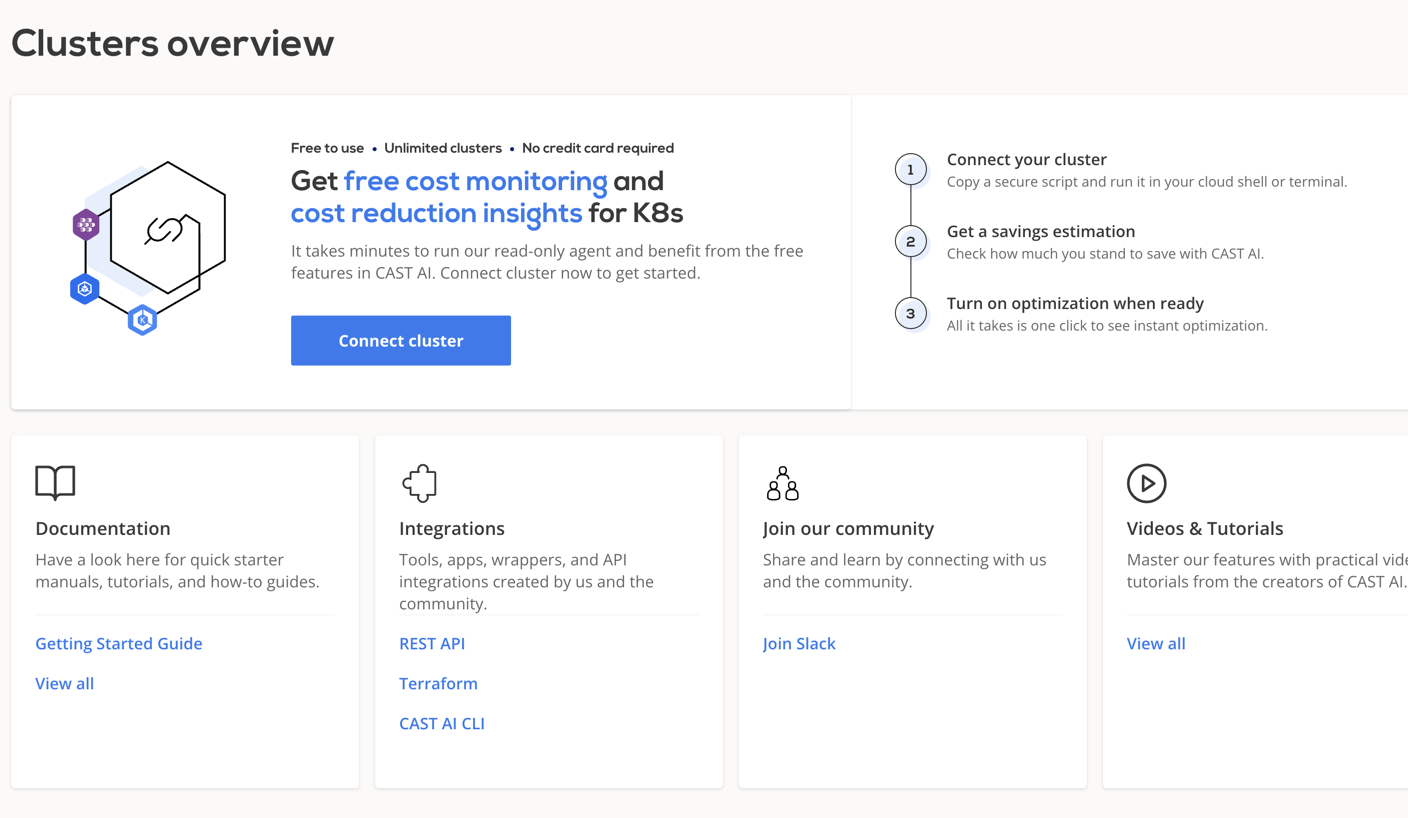 Clusters overview
Free to use • Unlimited clusters • No credit card required
Get free cost monitoring and
cost reduction insights for K8s
It takes minutes to run our read-only agent and benefit from the free
features in CAST AI. Connect cluster now to get started.
Connect cluster
1
Connect your cluster
Copy a secure script and run it in your cloud shell or terminal.
2
Get a savings estimation
Check how much you stand to save with CAST AI.
3
Turn on optimization when ready
All it takes is one click to see instant optimization.
Documentation
Have a look here for quick starter
manuals, tutorials, and how-to guides.
Getting Started Guide
View all
Integrations
Tools, apps, wrappers, and API
integrations created by us and the
community.
REST API
Terraform
CAST AI CLI
Join our community
Share and learn by connecting with us
and the community.
Join Slack
Videos & Tutorials
Master our features with practical
tutorials from the creators of CAST AI.
View all